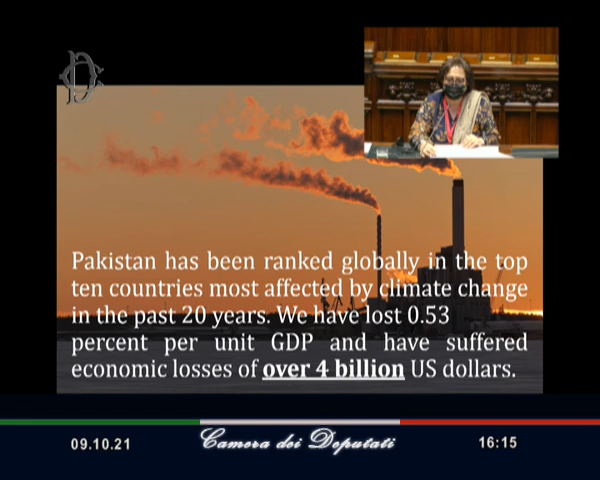 Pakistan has been ranked globally in the top
ten countries most affected by climate change
in the past 20 years. We have lost 0.53
percent per unit GDP and have suffered
economic losses of over 4 billion US dollars.
09.10.21 Camera dei Deputati 16:15